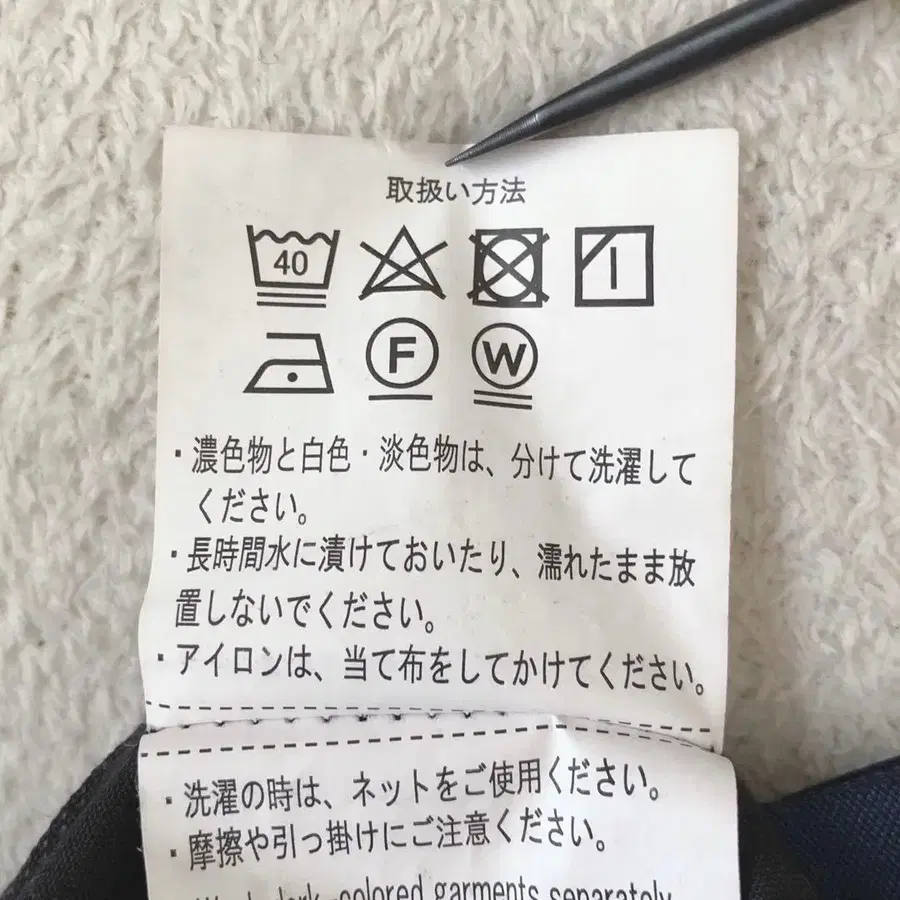 取扱い方法
40
F W
・濃色物と白色・淡色物は、分けて洗濯して
ください。
・長時間水に漬けておいたり、濡れたまま放
置しないでください。
・アイロンは、当て布をしてかけてください。
・洗濯の時は、ネットをご使用ください。
・摩擦や引っ掛けにご注意ください。
dark-colored garments separately